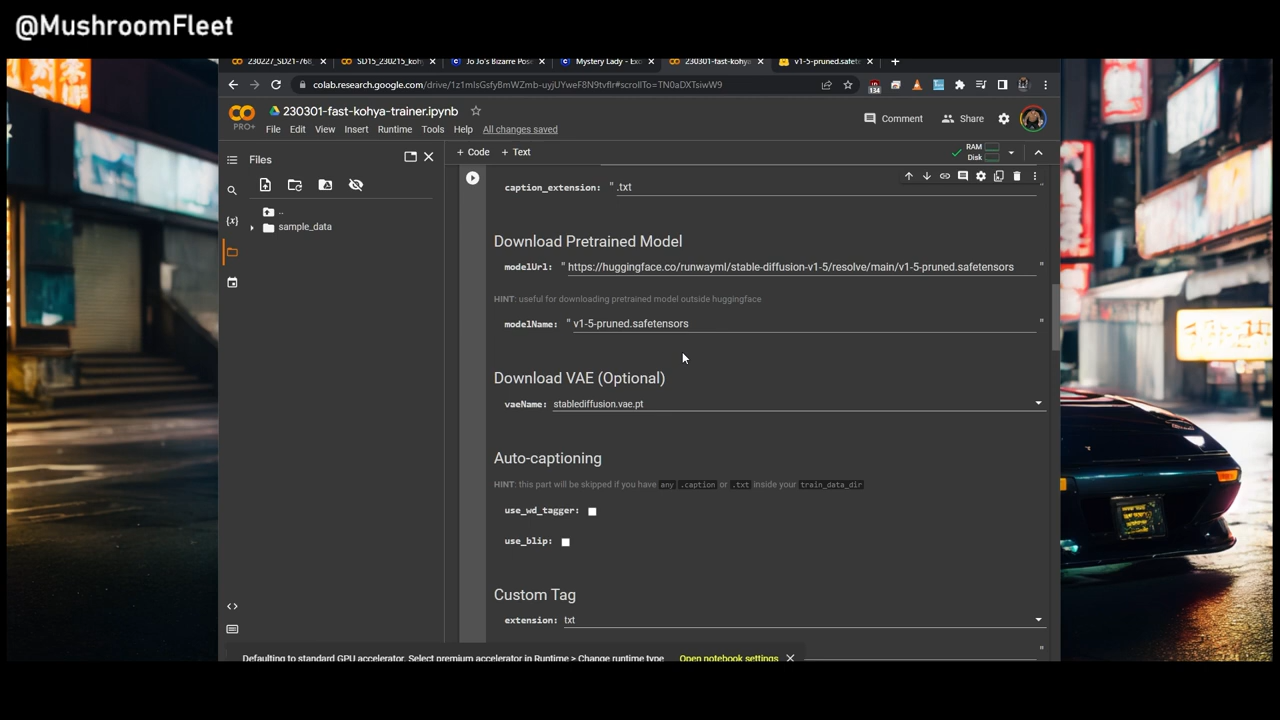 @MushroomFleet
230227_SD21-768
SD15_230215_koh
Jo Jo's Bizarre Pose
Mystery Lady - Exc
230301-fast-kohya
v1-5-pruned.safet
colab.research.google.com/drive/1z1mIsGsfyBmWZmb-uyjUYweF8N9tvflr#scrollTo=TN0aDXTsiwW9
134
CO
PRO+
230301-fast-kohya-trainer.ipynb
File Edit View Insert Runtime Tools Help All changes saved
Comment
Share
Files
+ Code + Text
RAM
Disk
..
sample_data
{x}
caption_extension: " .txt "
Download Pretrained Model
modelUrl: " https://huggingface.co/runwayml/stable-diffusion-v1-5/resolve/main/v1-5-pruned.safetensors "
HINT: useful for downloading pretrained model outside huggingface
modelName: " v1-5-pruned.safetensors "
Download VAE (Optional)
vaeName: stablediffusion.vae.pt
Auto-captioning
HINT: this part will be skipped if you have any .caption or .txt inside your train_data_dir
use_wd_tagger:
use_blip:
Custom Tag
extension: txt
"
Defaulting to standard GPU accelerator. Select premium accelerator in Runtime > Change runtime type Open notebook settings